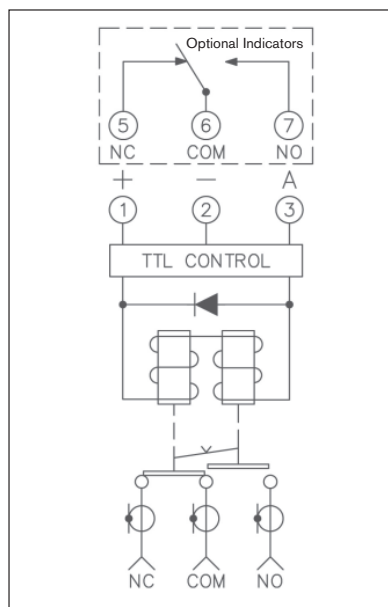 Optional Indicators
5 6 7
NC COM NO
+ − A
1 2 3
TTL CONTROL
NC COM NO